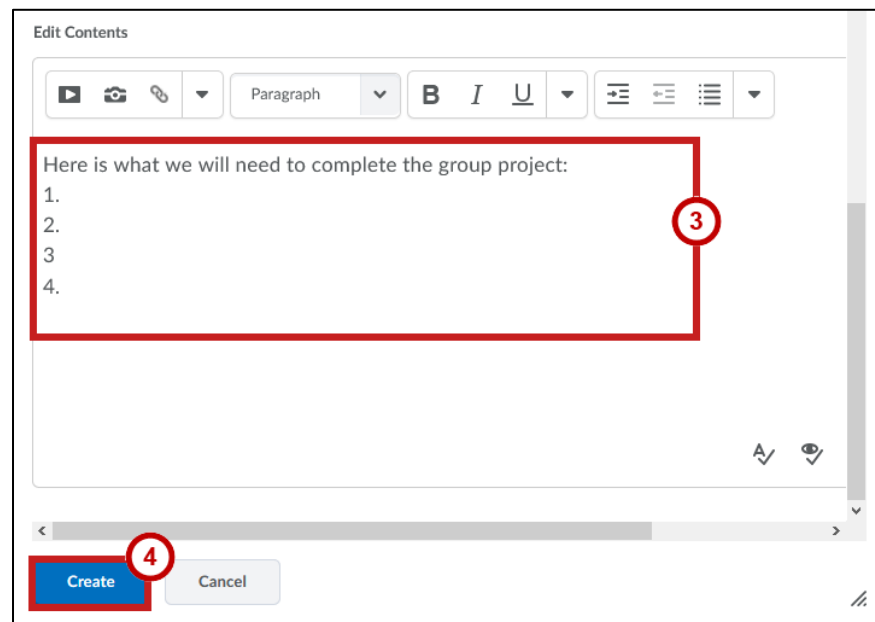 Edit Contents
Paragraph B I U
Here is what we will need to complete the group project:
1.
2.
3
4.
3
4
Create Cancel